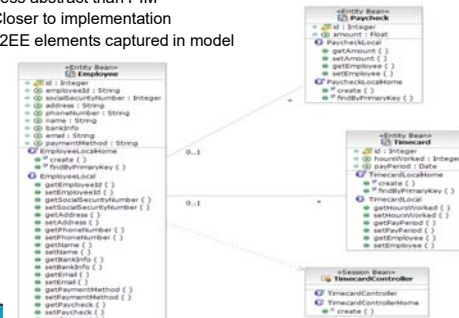 ess abstract than PIM
Closer to implementation
2EE elements captured in model
«Entity Bean»
Employee
id : Integer
employeeId : String
socialSecurityNumber : Integer
address : String
phoneNumber : String
name : String
bankInfo
email : String
paymentMethod : String
EmployeeLocalHome
create ( )
findByPrimaryKey ( )
EmployeeLocal
getEmployeeId ( )
setEmployeeId ( )
getSocialSecurityNumber ( )
setSocialSecurityNumber ( )
getAddress ( )
setAddress ( )
getPhoneNumber ( )
setPhoneNumber ( )
getName ( )
setName ( )
getBankInfo ( )
setBankInfo ( )
getEmail ( )
setEmail ( )
getPaymentMethod ( )
setPaymentMethod ( )
getPaycheck ( )
setPaycheck ( )
0..1
*
0..1
*
«Entity Bean»
Paycheck
id : Integer
amount : Float
PaycheckLocal
getAmount ( )
setAmount ( )
getEmployee ( )
setEmployee ( )
PaycheckLocalHome
create ( )
findByPrimaryKey ( )
«Entity Bean»
Timecard
id : Integer
hoursWorked : Integer
payPeriod : Date
TimecardLocalHome
create ( )
findByPrimaryKey ( )
TimecardLocal
getHoursWorked ( )
setHoursWorked ( )
getPayPeriod ( )
setPayPeriod ( )
getEmployee ( )
setEmployee ( )
«Session Bean»
TimecardController
TimecardController
TimecardControllerHome
create ( )